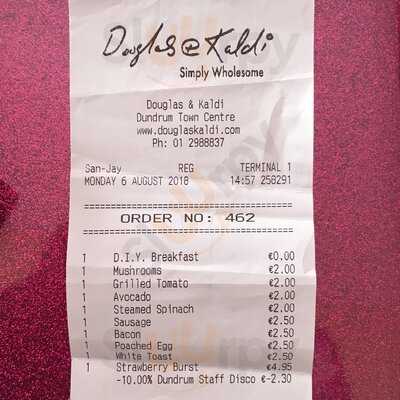 Douglas @ Kaldi
Simply Wholesome
Douglas & Kaldi
Dundrum Town Centre
www.douglaskaldi.com
Ph: 01 2988837
San-Jay REG TERMINAL 1
MONDAY 6 AUGUST 2018 14:57 250291
ORDER NO: 462
1 D.I.Y. Breakfast €0.00
1 Mushrooms €2.00
1 Grilled Tomato €2.00
1 Avocado €2.00
1 Steamed Spinach €2.00
1 Sausage €2.50
1 Bacon €2.50
1 Poached Egg €2.50
1 White Toast €2.50
1 Strawberry Burst €4.95
-10.00% Dundrum Staff Disco €-2.30